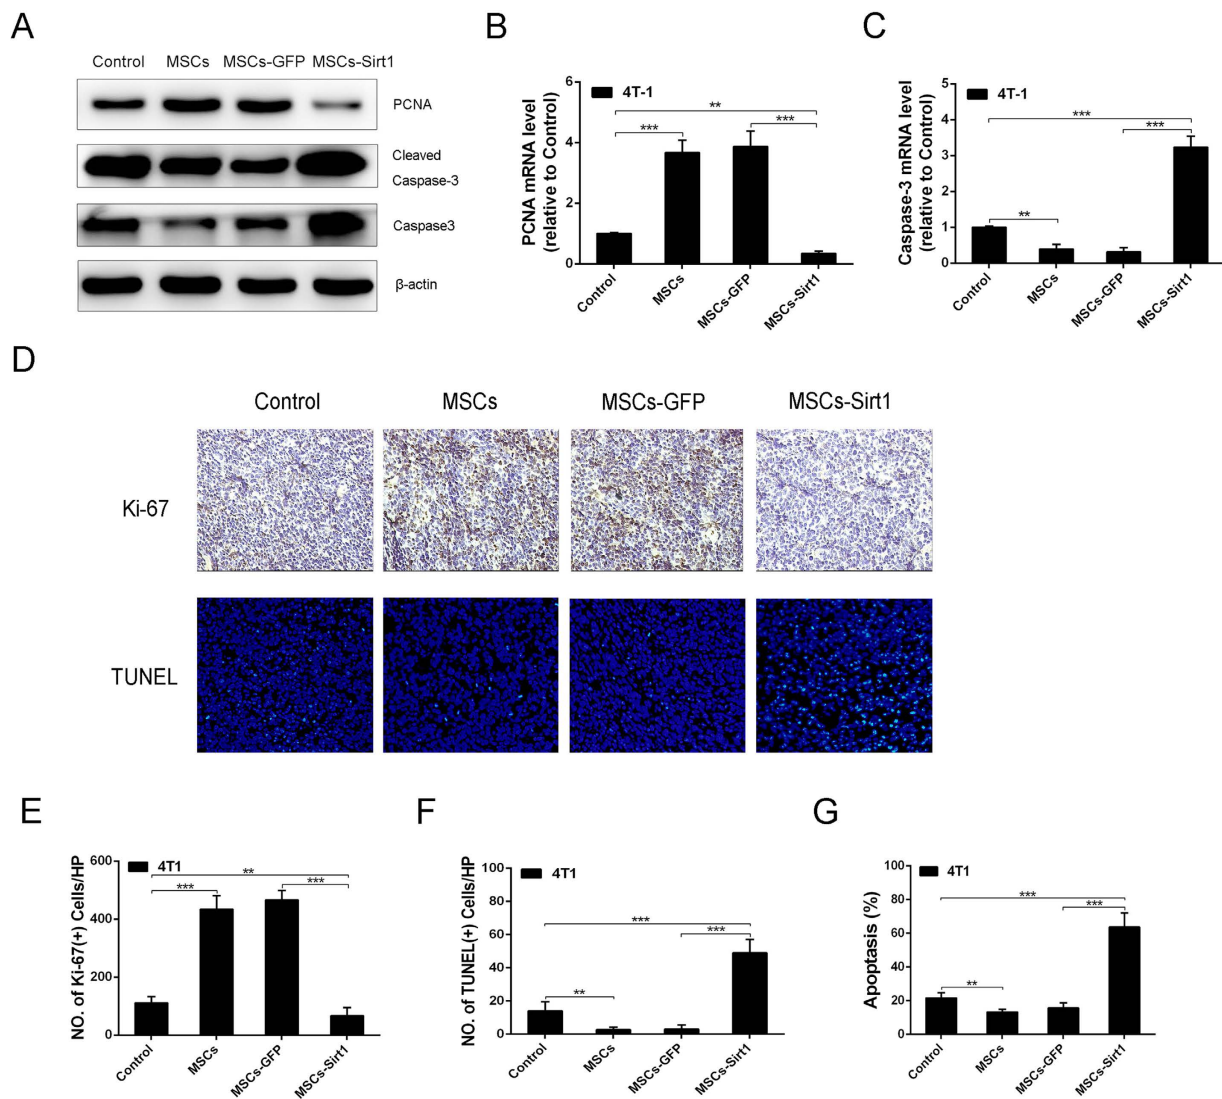 A
Control MSCs MSCs-GFP MSCs-Sirt1
PCNA
Cleaved
Caspase-3
Caspase3
β-actin
B
PCNA mRNA level
(relative to Control)
6
4
2
0
4T-1
**
***
***
Control
MSCs
MSCs-GFP
MSCs-Sirt1
C
Caspase-3 mRNA level
(relative to Control)
5
4
3
2
1
0
4T-1
***
***
**
Control
MSCs
MSCs-GFP
MSCs-Sirt1
D
Control MSCs MSCs-GFP MSCs-Sirt1
Ki-67
TUNEL
E
NO. of Ki-67(+) Cells/HP
600
400
200
0
4T1
**
***
***
Control
MSCs
MSCs-GFP
MSCs-Sirt1
F
NO. of TUNEL(+) Cells/HP
100
80
60
40
20
0
4T1
***
***
**
Control
MSCs
MSCs-GFP
MSCs-Sirt1
G
Apoptasis (%)
100
80
60
40
20
0
4T1
***
***
**
Control
MSCs
MSCs-GFP
MSCs-Sirt1